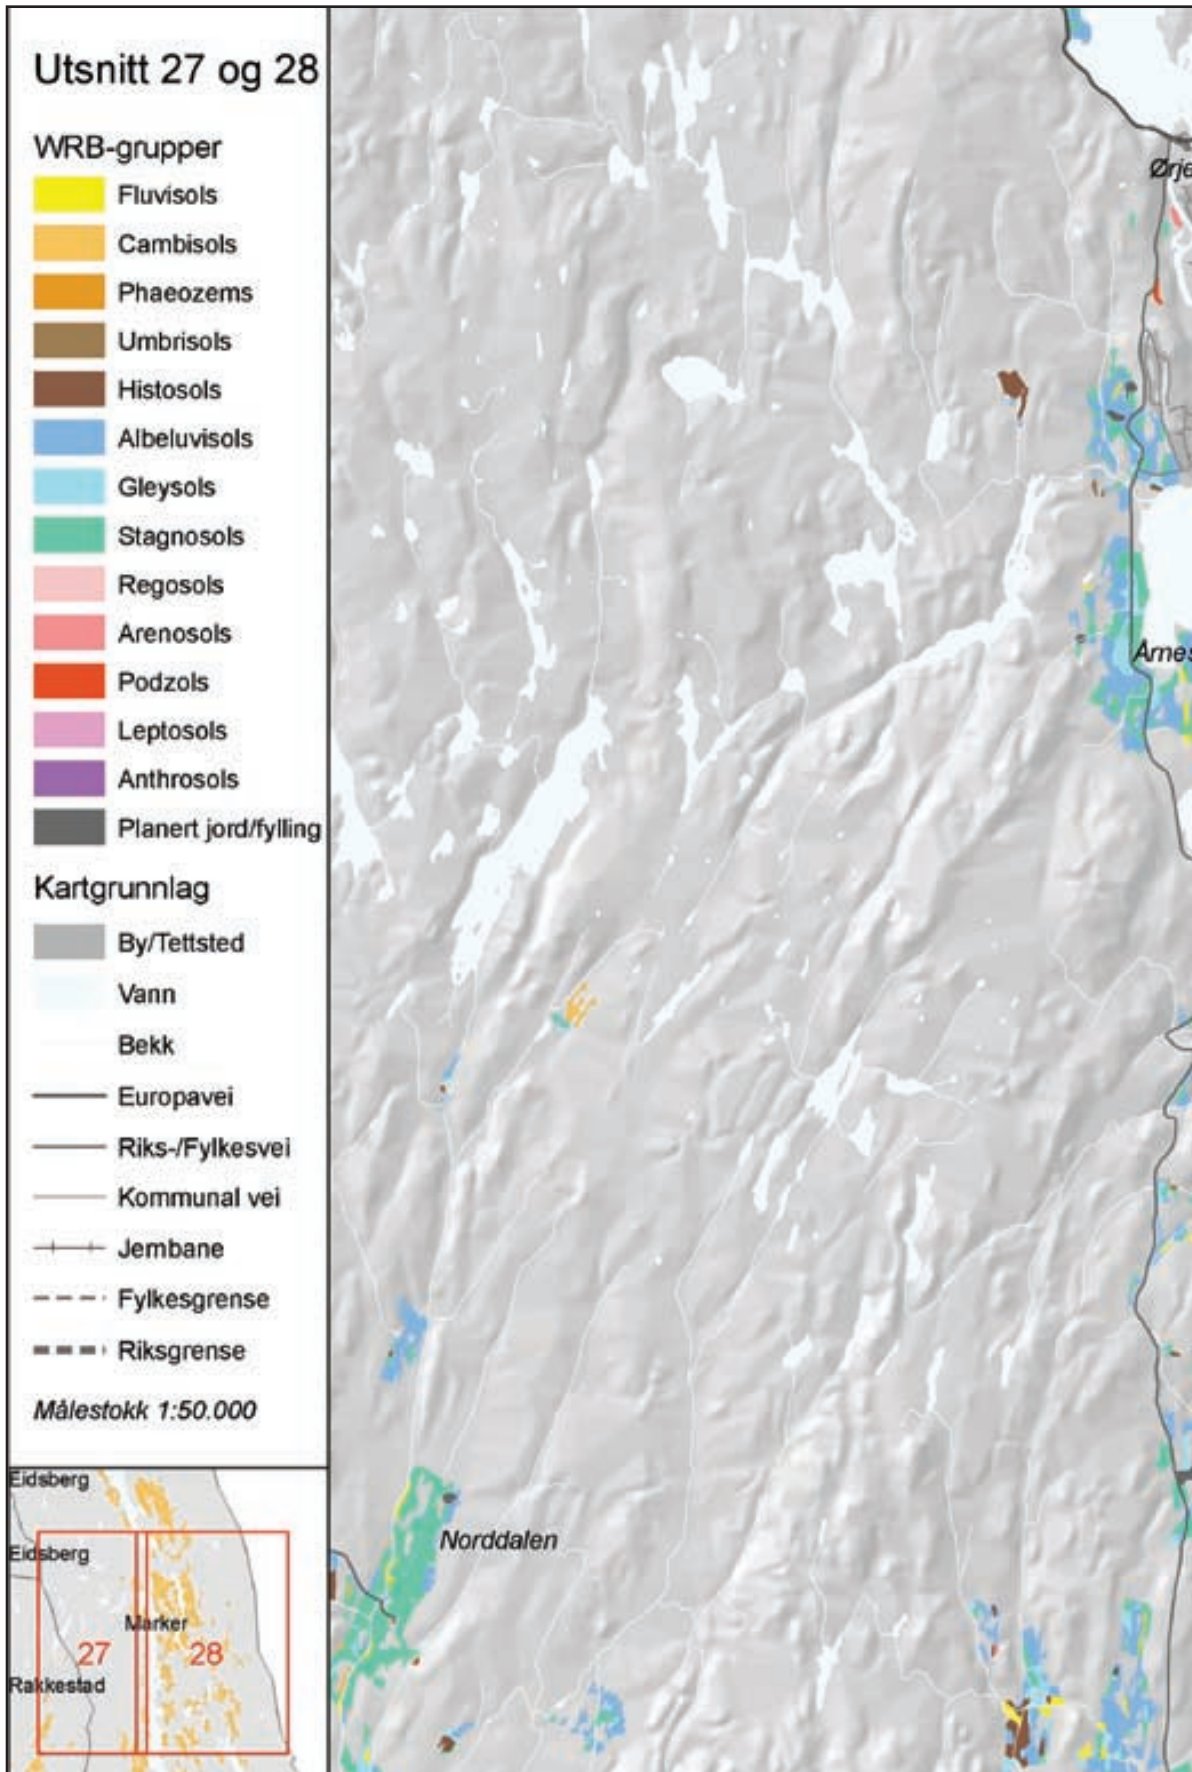 Utsnitt 27 og 28
WRB-grupper
Fluvisols
Cambisols
Phaeozems
Umbrisols
Histosols
Albeluvisols
Gleysols
Stagnosols
Regosols
Arenosols
Podzols
Leptosols
Anthrosols
Planert jord/fylling
Kartgrunnlag
By/Tettsted
Vann
Bekk
Europavei
Riks-/Fylkesvei
Kommunal vei
Jernbane
Fylkesgrense
Riksgrense
Målestokk 1:50.000
Eidsberg
Eidsberg
Marker
27
28
Rakkestad
Ørje
Årnes
Norddalen